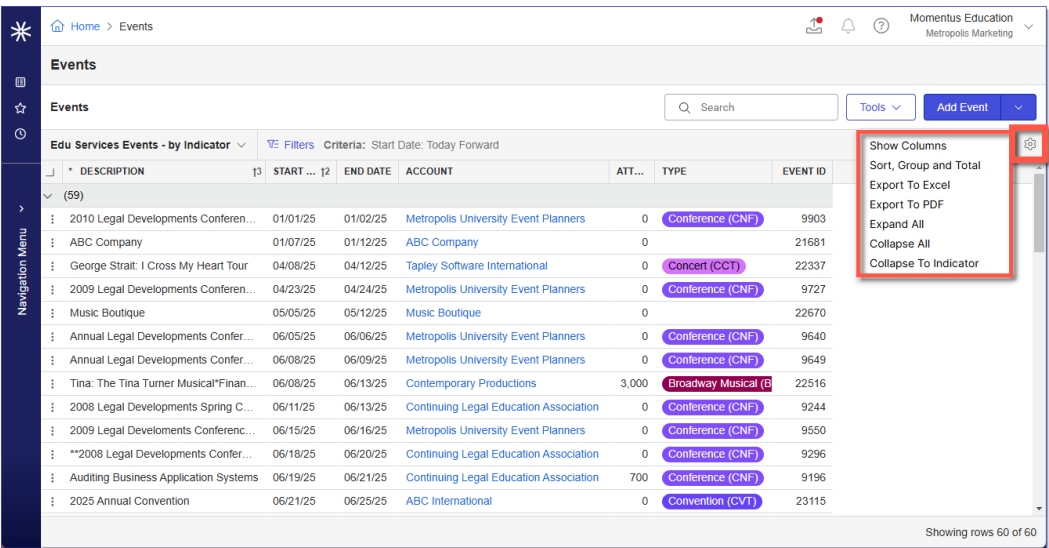 Home > Events
Momentus Education
Metropolis Marketing
Events
Events
Search
Tools
Add Event
Edu Services Events - by Indicator
Filters Criteria: Start Date: Today Forward
* DESCRIPTION 3 START ... 2 END DATE ACCOUNT ATT... TYPE EVENT ID
(59)
2010 Legal Developments Conferen... 01/01/25 01/02/25 Metropolis University Event Planners 0 Conference (CNF) 9903
ABC Company 01/07/25 01/12/25 ABC Company 0 21681
George Strait: I Cross My Heart Tour 04/08/25 04/12/25 Tapley Software International 0 Concert (CCT) 22337
2009 Legal Developments Conferen... 04/23/25 04/24/25 Metropolis University Event Planners 0 Conference (CNF) 9727
Music Boutique 05/05/25 05/12/25 Music Boutique 0 22670
Annual Legal Developments Confer... 06/05/25 06/06/25 Metropolis University Event Planners 0 Conference (CNF) 9640
Annual Legal Developments Confer... 06/08/25 06/09/25 Metropolis University Event Planners 0 Conference (CNF) 9649
Tina: The Tina Turner Musical*Finan... 06/08/25 06/13/25 Contemporary Productions 3,000 Broadway Musical (B 22516
2008 Legal Developments Spring C... 06/11/25 06/13/25 Continuing Legal Education Association 0 Conference (CNF) 9244
2009 Legal Develoments Conferenc... 06/15/25 06/16/25 Metropolis University Event Planners 0 Conference (CNF) 9550
**2008 Legal Developments Confer... 06/18/25 06/20/25 Continuing Legal Education Association 0 Conference (CNF) 9296
Auditing Business Application Systems 06/19/25 06/21/25 Continuing Legal Education Association 700 Conference (CNF) 9196
2025 Annual Convention 06/21/25 06/25/25 ABC International 0 Convention (CVT) 23115
Show Columns
Sort, Group and Total
Export To Excel
Export To PDF
Expand All
Collapse All
Collapse To Indicator
Navigation Menu
Showing rows 60 of 60